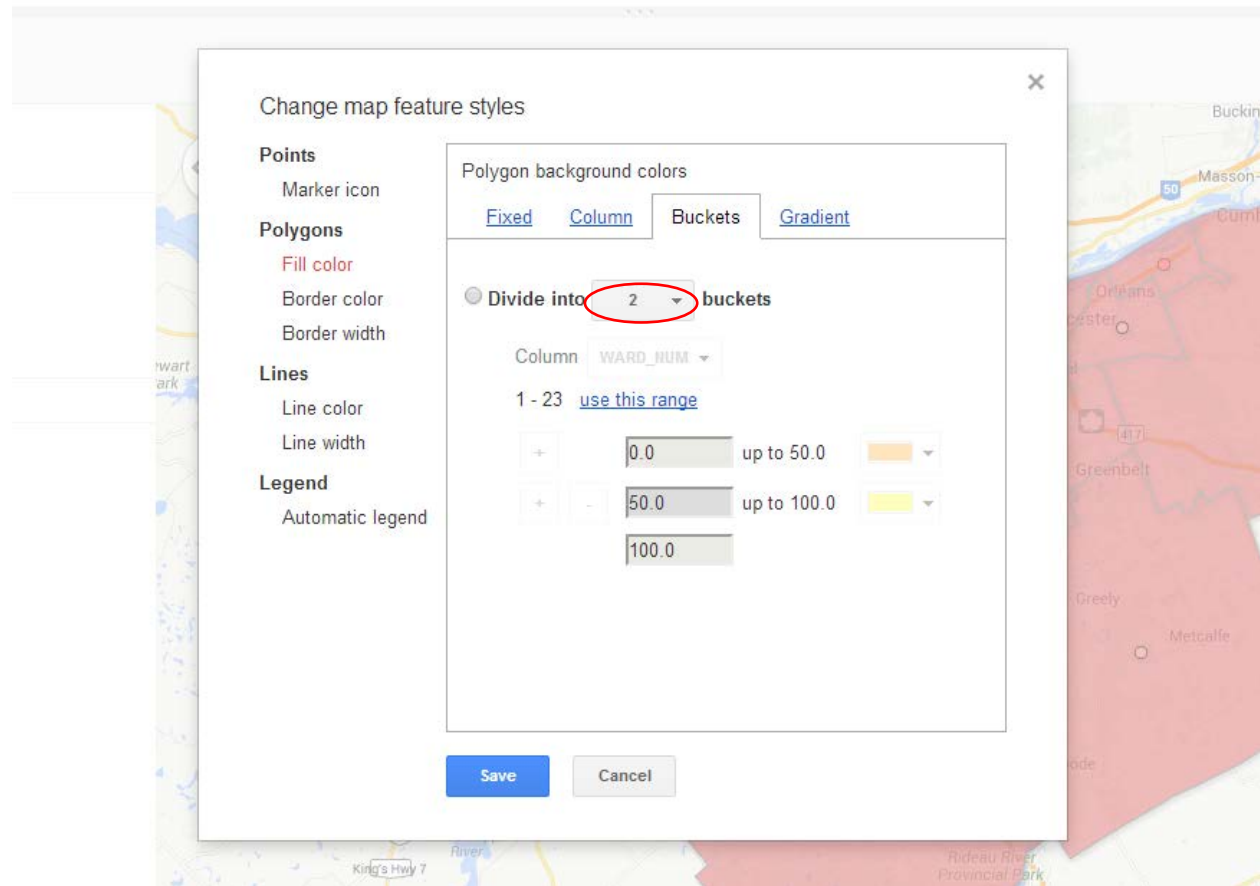 ×
Change map feature styles
Points
Marker icon
Polygons
Fill color
Border color
Border width
Lines
Line color
Line width
Legend
Automatic legend
Polygon background colors
Fixed Column Buckets Gradient
Divide into 2 buckets
Column WARD_NUM
1 - 23 use this range
+ 0.0 up to 50.0
+ - 50.0 up to 100.0
100.0
Save Cancel
Buckin
Masson-
50
Cuml
Orléans
cester
417
Greenbelt
Greely
Metcalfe
ode
wart
ark
King's Hwy 7
River
Rideau River
Provincial Park